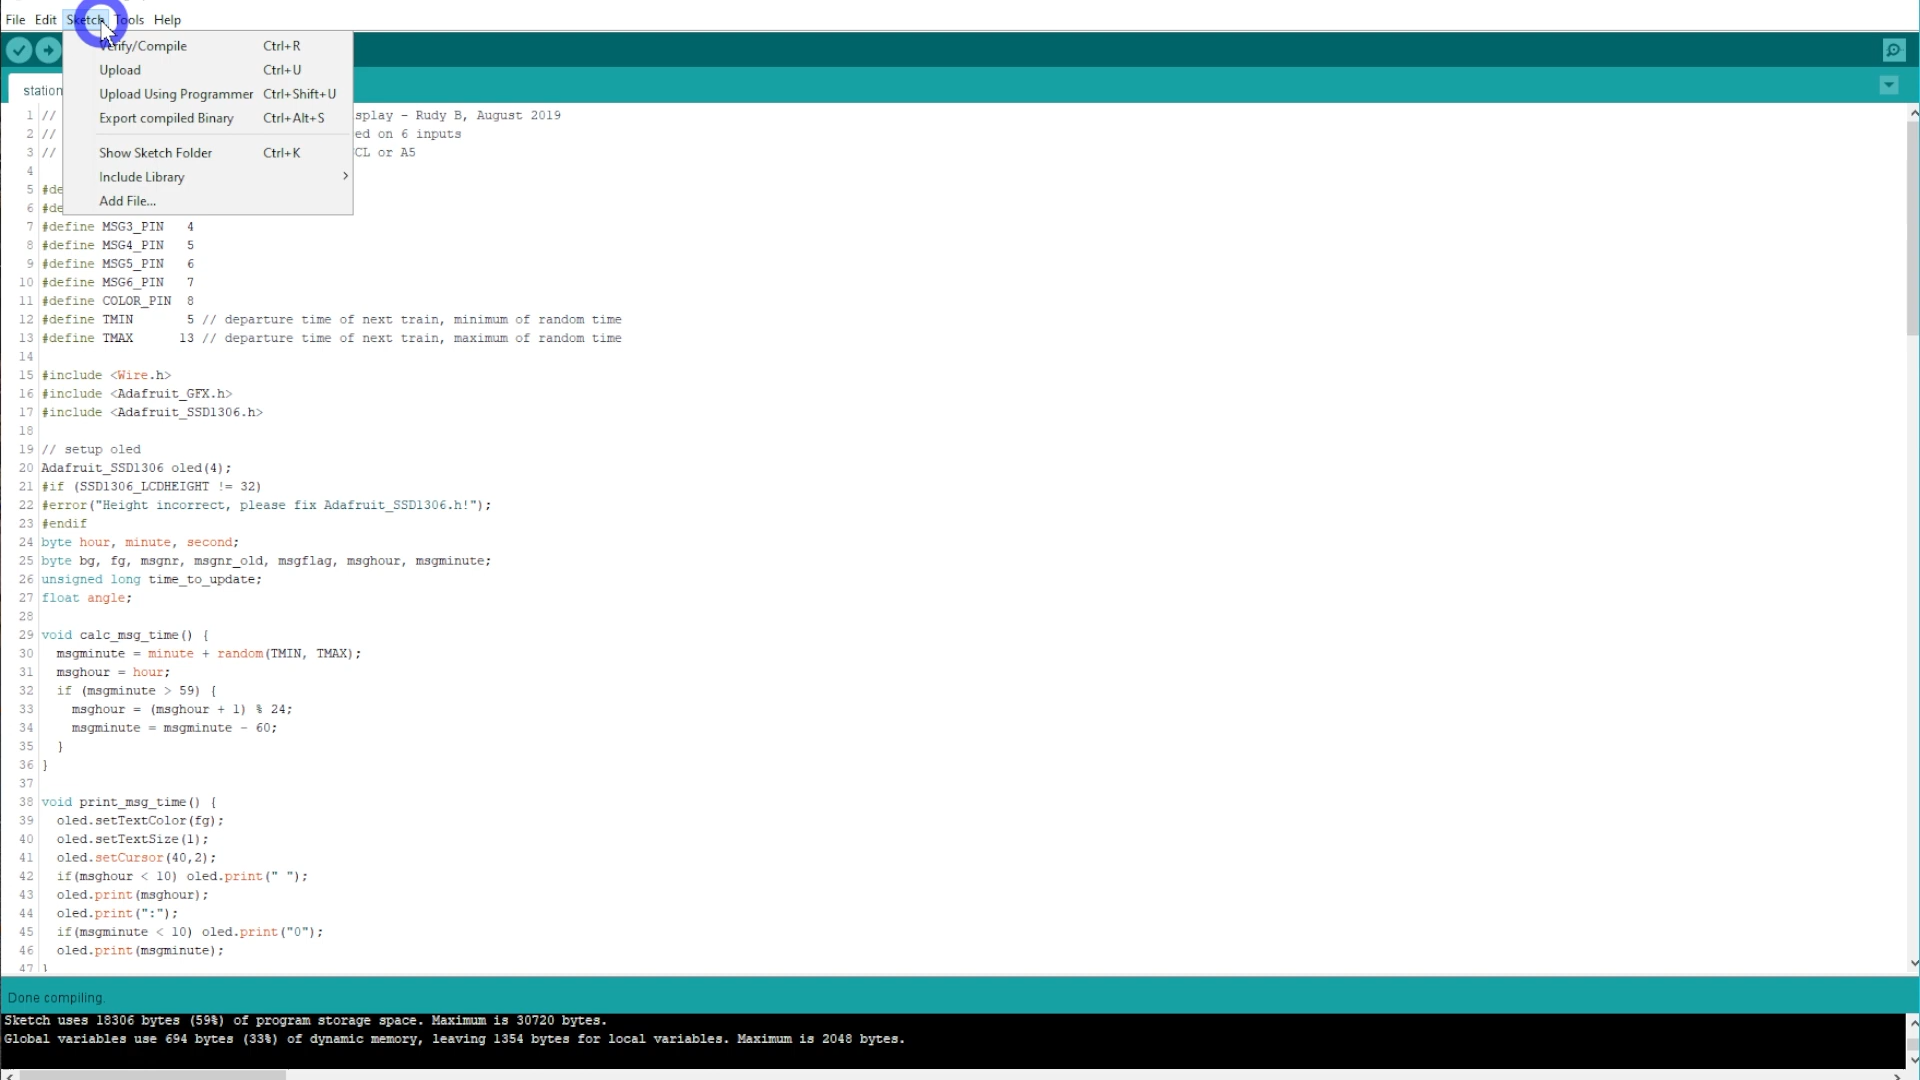 File Edit Sketch Tools Help
Verify/Compile Ctrl+R
Upload Ctrl+U
Upload Using Programmer Ctrl+Shift+U
Export compiled Binary Ctrl+Alt+S
Show Sketch Folder Ctrl+K
Include Library
Add File...
station
1 // splay - Rudy B, August 2019
2 // ed on 6 inputs
3 // CL or A5
4
5 #de
6 #de
7 #define MSG3_PIN 4
8 #define MSG4_PIN 5
9 #define MSG5_PIN 6
10 #define MSG6_PIN 7
11 #define COLOR_PIN 8
12 #define TMIN 5 // departure time of next train, minimum of random time
13 #define TMAX 13 // departure time of next train, maximum of random time
14
15 #include <Wire.h>
16 #include <Adafruit_GFX.h>
17 #include <Adafruit_SSD1306.h>
18
19 // setup oled
20 Adafruit_SSD1306 oled(4);
21 #if (SSD1306_LCDHEIGHT != 32)
22 #error("Height incorrect, please fix Adafruit_SSD1306.h!");
23 #endif
24 byte hour, minute, second;
25 byte bg, fg, msgnr, msgnr_old, msgflag, msghour, msgminute;
26 unsigned long time_to_update;
27 float angle;
28
29 void calc_msg_time() {
30 msgminute = minute + random(TMIN, TMAX);
31 msghour = hour;
32 if (msgminute > 59) {
33 msghour = (msghour + 1) % 24;
34 msgminute = msgminute - 60;
35 }
36 }
37
38 void print_msg_time() {
39 oled.setTextColor(fg);
40 oled.setTextSize(1);
41 oled.setCursor(40,2);
42 if(msghour < 10) oled.print(" ");
43 oled.print(msghour);
44 oled.print(":");
45 if(msgminute < 10) oled.print("0");
46 oled.print(msgminute);
47 }
Done compiling.
Sketch uses 18306 bytes (59%) of program storage space. Maximum is 30720 bytes.
Global variables use 694 bytes (33%) of dynamic memory, leaving 1354 bytes for local variables. Maximum is 2048 bytes.